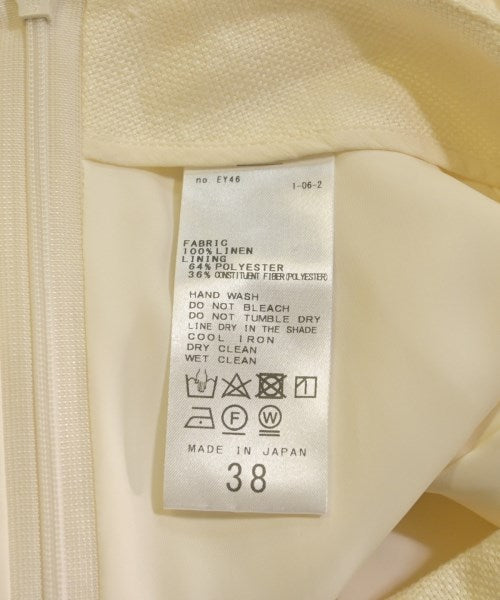 no. EY46 1-06-2
FABRIC
100% LINEN
LINING
64% POLYESTER
36% CONSTITUENT FIBER(POLYESTER)
HAND WASH
DO NOT BLEACH
DO NOT TUMBLE DRY
LINE DRY IN THE SHADE
COOL IRON
DRY CLEAN
WET CLEAN
F W
MADE IN JAPAN
38